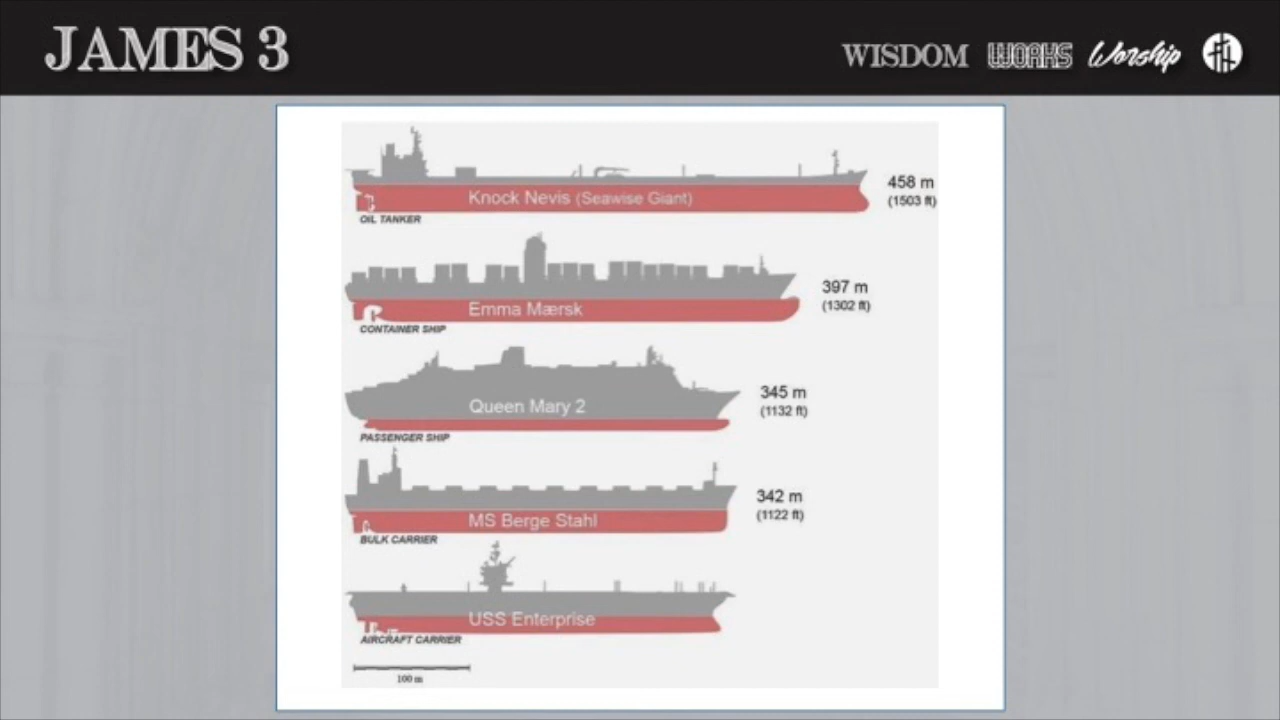 JAMES 3
WISDOM WORKS Worship
Knock Nevis (Seawise Giant)
458 m
(1503 ft)
OIL TANKER
Emma Mærsk
397 m
(1302 ft)
CONTAINER SHIP
Queen Mary 2
345 m
(1132 ft)
PASSENGER SHIP
MS Berge Stahl
342 m
(1122 ft)
BULK CARRIER
USS Enterprise
AIRCRAFT CARRIER
100 m